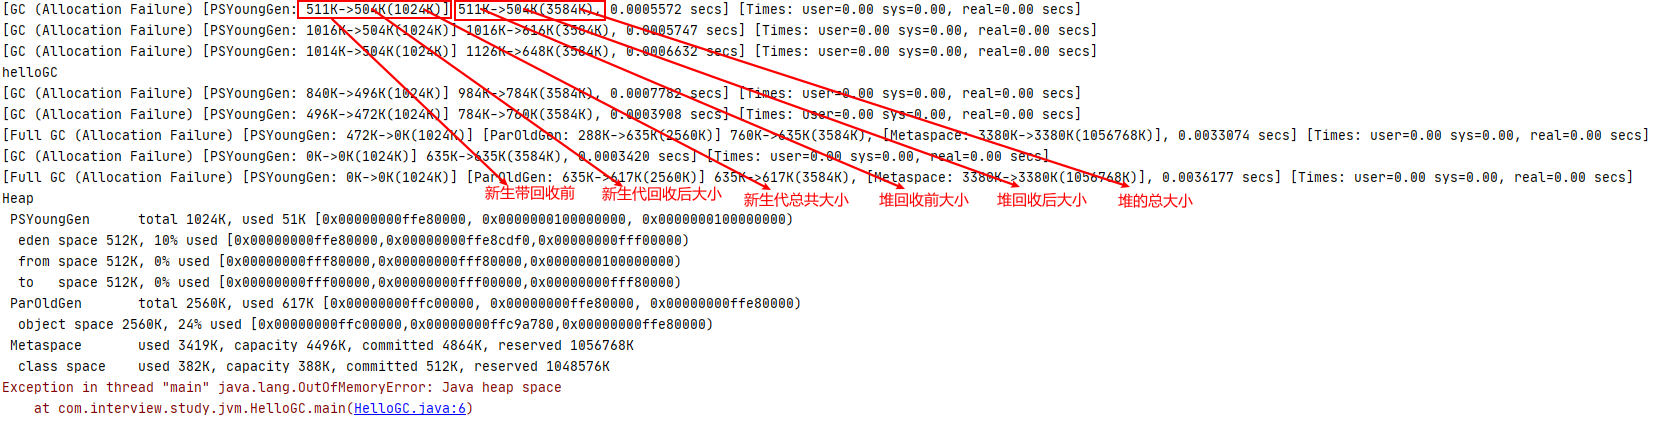 [GC (Allocation Failure) [PSYoungGen: 511K->504K(1024K)] 511K->504K(3584K), 0.0005572 secs] [Times: user=0.00 sys=0.00, real=0.00 secs]
[GC (Allocation Failure) [PSYoungGen: 1016K->504K(1024K)] 1016K->616K(3584K), 0.0005747 secs] [Times: user=0.00 sys=0.00, real=0.00 secs]
[GC (Allocation Failure) [PSYoungGen: 1014K->504K(1024K)] 1126K->648K(3584K), 0.0006632 secs] [Times: user=0.00 sys=0.00, real=0.00 secs]
helloGC
[GC (Allocation Failure) [PSYoungGen: 840K->496K(1024K)] 984K->784K(3584K), 0.0007782 secs] [Times: user=0.00 sys=0.00, real=0.00 secs]
[GC (Allocation Failure) [PSYoungGen: 496K->472K(1024K)] 784K->760K(3584K), 0.0003908 secs] [Times: user=0.00 sys=0.00, real=0.00 secs]
[Full GC (Allocation Failure) [PSYoungGen: 472K->0K(1024K)] [ParOldGen: 288K->635K(2560K)] 760K->635K(3584K), [Metaspace: 3380K->3380K(1056768K)], 0.0033074 secs] [Times: user=0.00 sys=0.00, real=0.00 secs]
[GC (Allocation Failure) [PSYoungGen: 0K->0K(1024K)] 635K->635K(3584K), 0.0003420 secs] [Times: user=0.00 sys=0.00, real=0.00 secs]
[Full GC (Allocation Failure) [PSYoungGen: 0K->0K(1024K)] [ParOldGen: 635K->617K(2560K)] 635K->617K(3584K), [Metaspace: 3380K->3380K(1056768K)], 0.0036177 secs] [Times: user=0.00 sys=0.00, real=0.00 secs]
新生带回收前 新生代回收后大小 新生代总共大小 堆回收前大小 堆回收后大小 堆的总大小
Heap
PSYoungGen total 1024K, used 51K [0x00000000ffe80000, 0x0000000100000000, 0x0000000100000000)
eden space 512K, 10% used [0x00000000ffe80000,0x00000000ffe8cdf0,0x00000000fff00000)
from space 512K, 0% used [0x00000000fff80000,0x00000000fff80000,0x0000000100000000)
to space 512K, 0% used [0x00000000fff00000,0x00000000fff00000,0x00000000fff80000)
ParOldGen total 2560K, used 617K [0x00000000ffc00000, 0x00000000ffe80000, 0x00000000ffe80000)
object space 2560K, 24% used [0x00000000ffc00000,0x00000000ffc9a780,0x00000000ffe80000)
Metaspace used 3419K, capacity 4496K, committed 4864K, reserved 1056768K
class space used 382K, capacity 388K, committed 512K, reserved 1048576K
Exception in thread "main" java.lang.OutOfMemoryError: Java heap space
at com.interview.study.jvm.HelloGC.main(HelloGC.java:6)